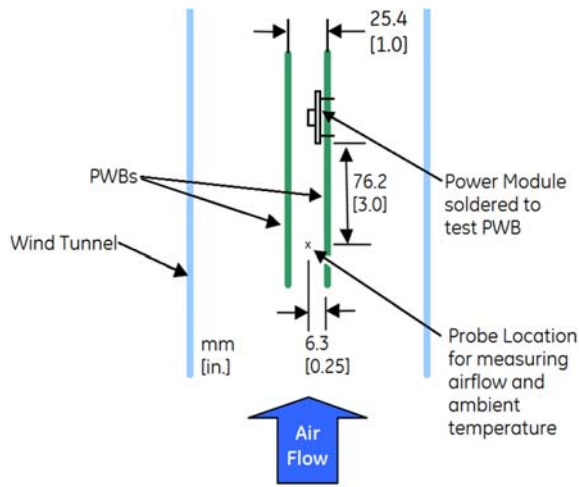 25.4
[1.0]
PWBs
76.2
[3.0]
Power Module
soldered to
test PWB
Wind Tunnel
x
mm
[in.]
6.3
[0.25]
Probe Location
for measuring
airflow and
ambient
temperature
Air
Flow